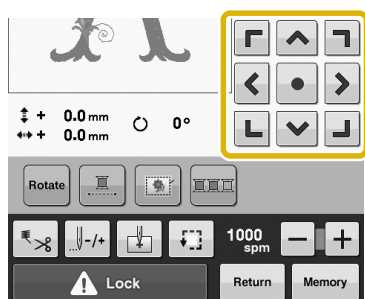 + 0.0 mm
+ 0.0 mm
0°
Rotate
-/+
1000
spm
− +
Lock
Return
Memory